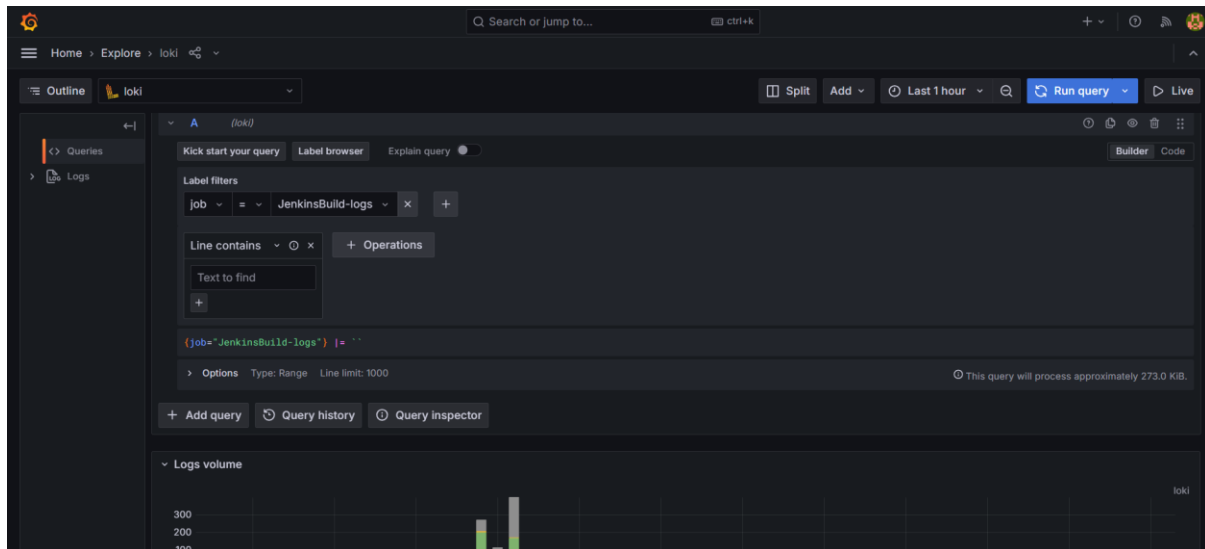 Search or jump to... ctrl+k
Home > Explore > loki
Outline loki Split Add Last 1 hour Run query Live
A (loki)
Queries
Logs
Kick start your query Label browser Explain query Builder Code
Label filters
job = JenkinsBuild-logs
Line contains + Operations
Text to find
{job="JenkinsBuild-logs"} |= ``
> Options Type: Range Line limit: 1000 This query will process approximately 273.0 KiB.
+ Add query Query history Query inspector
Logs volume
loki
300
200
100